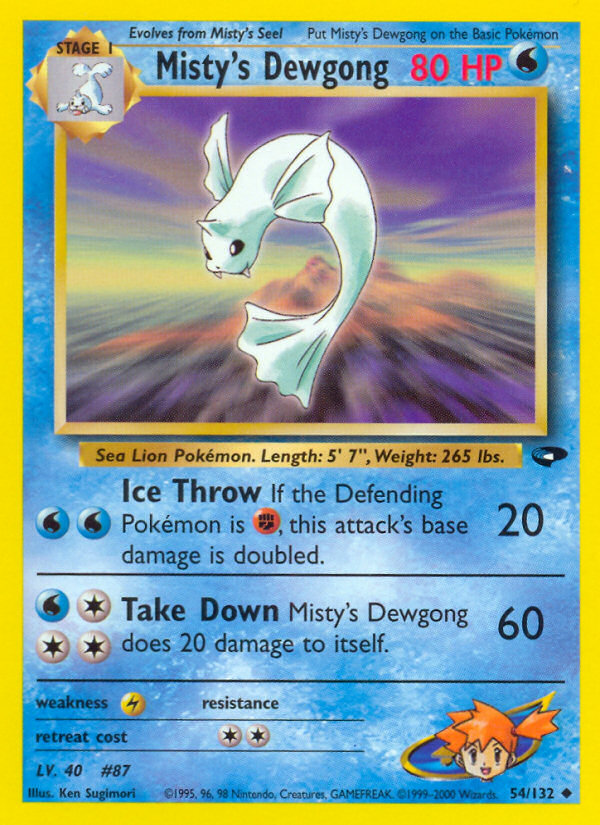 Evolves from Misty's Seel Put Misty's Dewgong on the Basic Pokémon
STAGE 1
Misty's Dewgong 80 HP
Sea Lion Pokémon. Length: 5' 7", Weight: 265 lbs.
Ice Throw If the Defending
Pokémon is , this attack's base 20
damage is doubled.
Take Down Misty's Dewgong 60
does 20 damage to itself.
weakness resistance
retreat cost
LV. 40 #87
Illus. Ken Sugimori ©1995, 96, 98 Nintendo, Creatures, GAMEFREAK. ©1999-2000 Wizards. 54/132